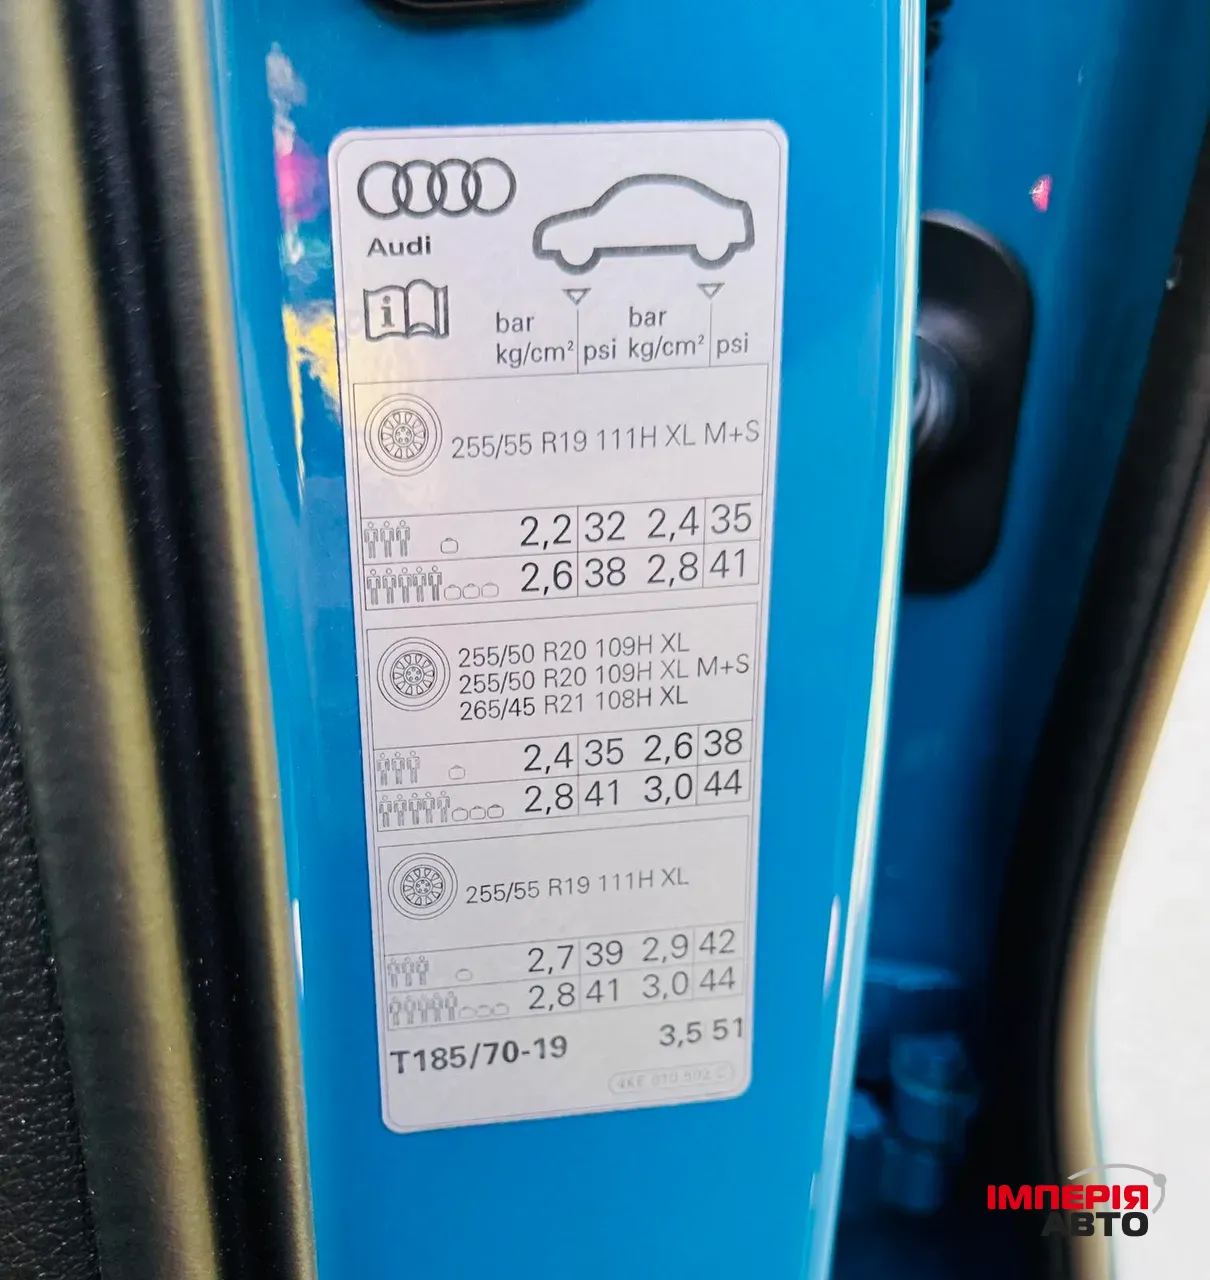 Audi
bar bar
kg/cm² psi kg/cm² psi
255/55 R19 111H XL M+S
2,2 32 2,4 35
2,6 38 2,8 41
255/50 R20 109H XL
255/50 R20 109H XL M+S
265/45 R21 108H XL
2,4 35 2,6 38
2,8 41 3,0 44
255/55 R19 111H XL
2,7 39 2,9 42
2,8 41 3,0 44
T185/70-19 3,5 51
ІМПЕРІЯ
АВТО